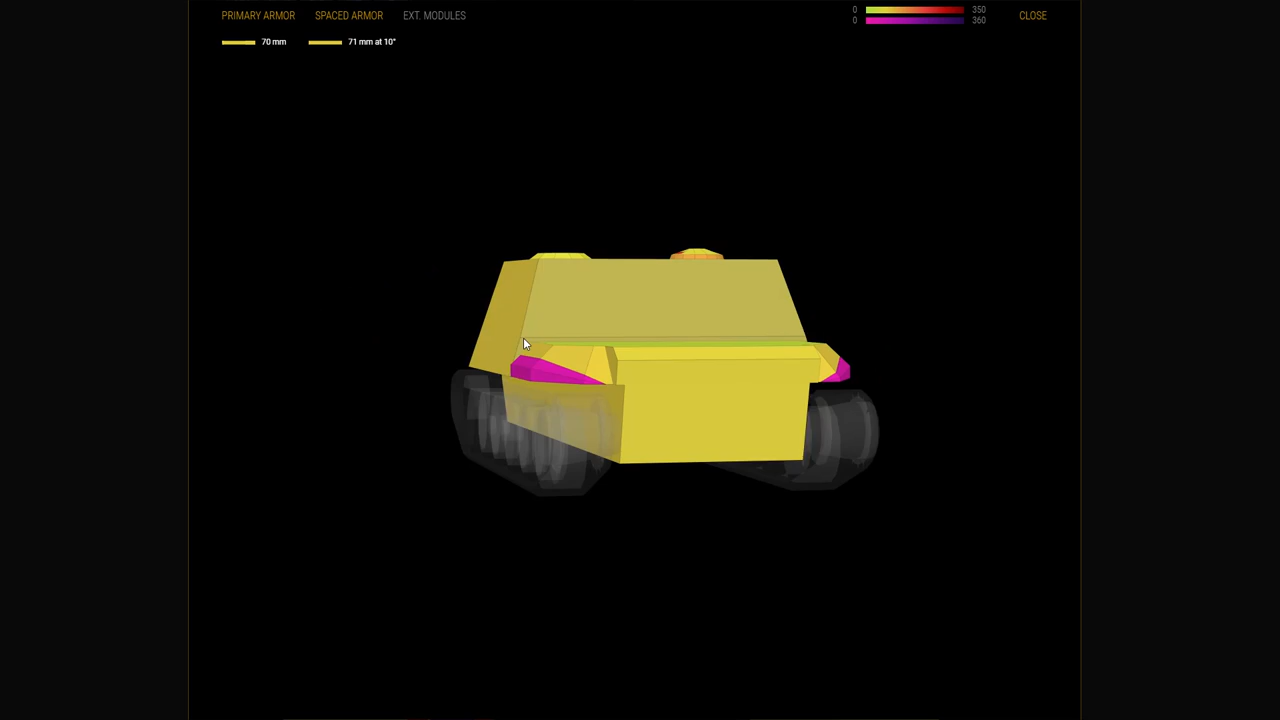 PRIMARY ARMOR SPACED ARMOR EXT. MODULES 0 350 CLOSE
0 360
70 mm 71 mm at 10°